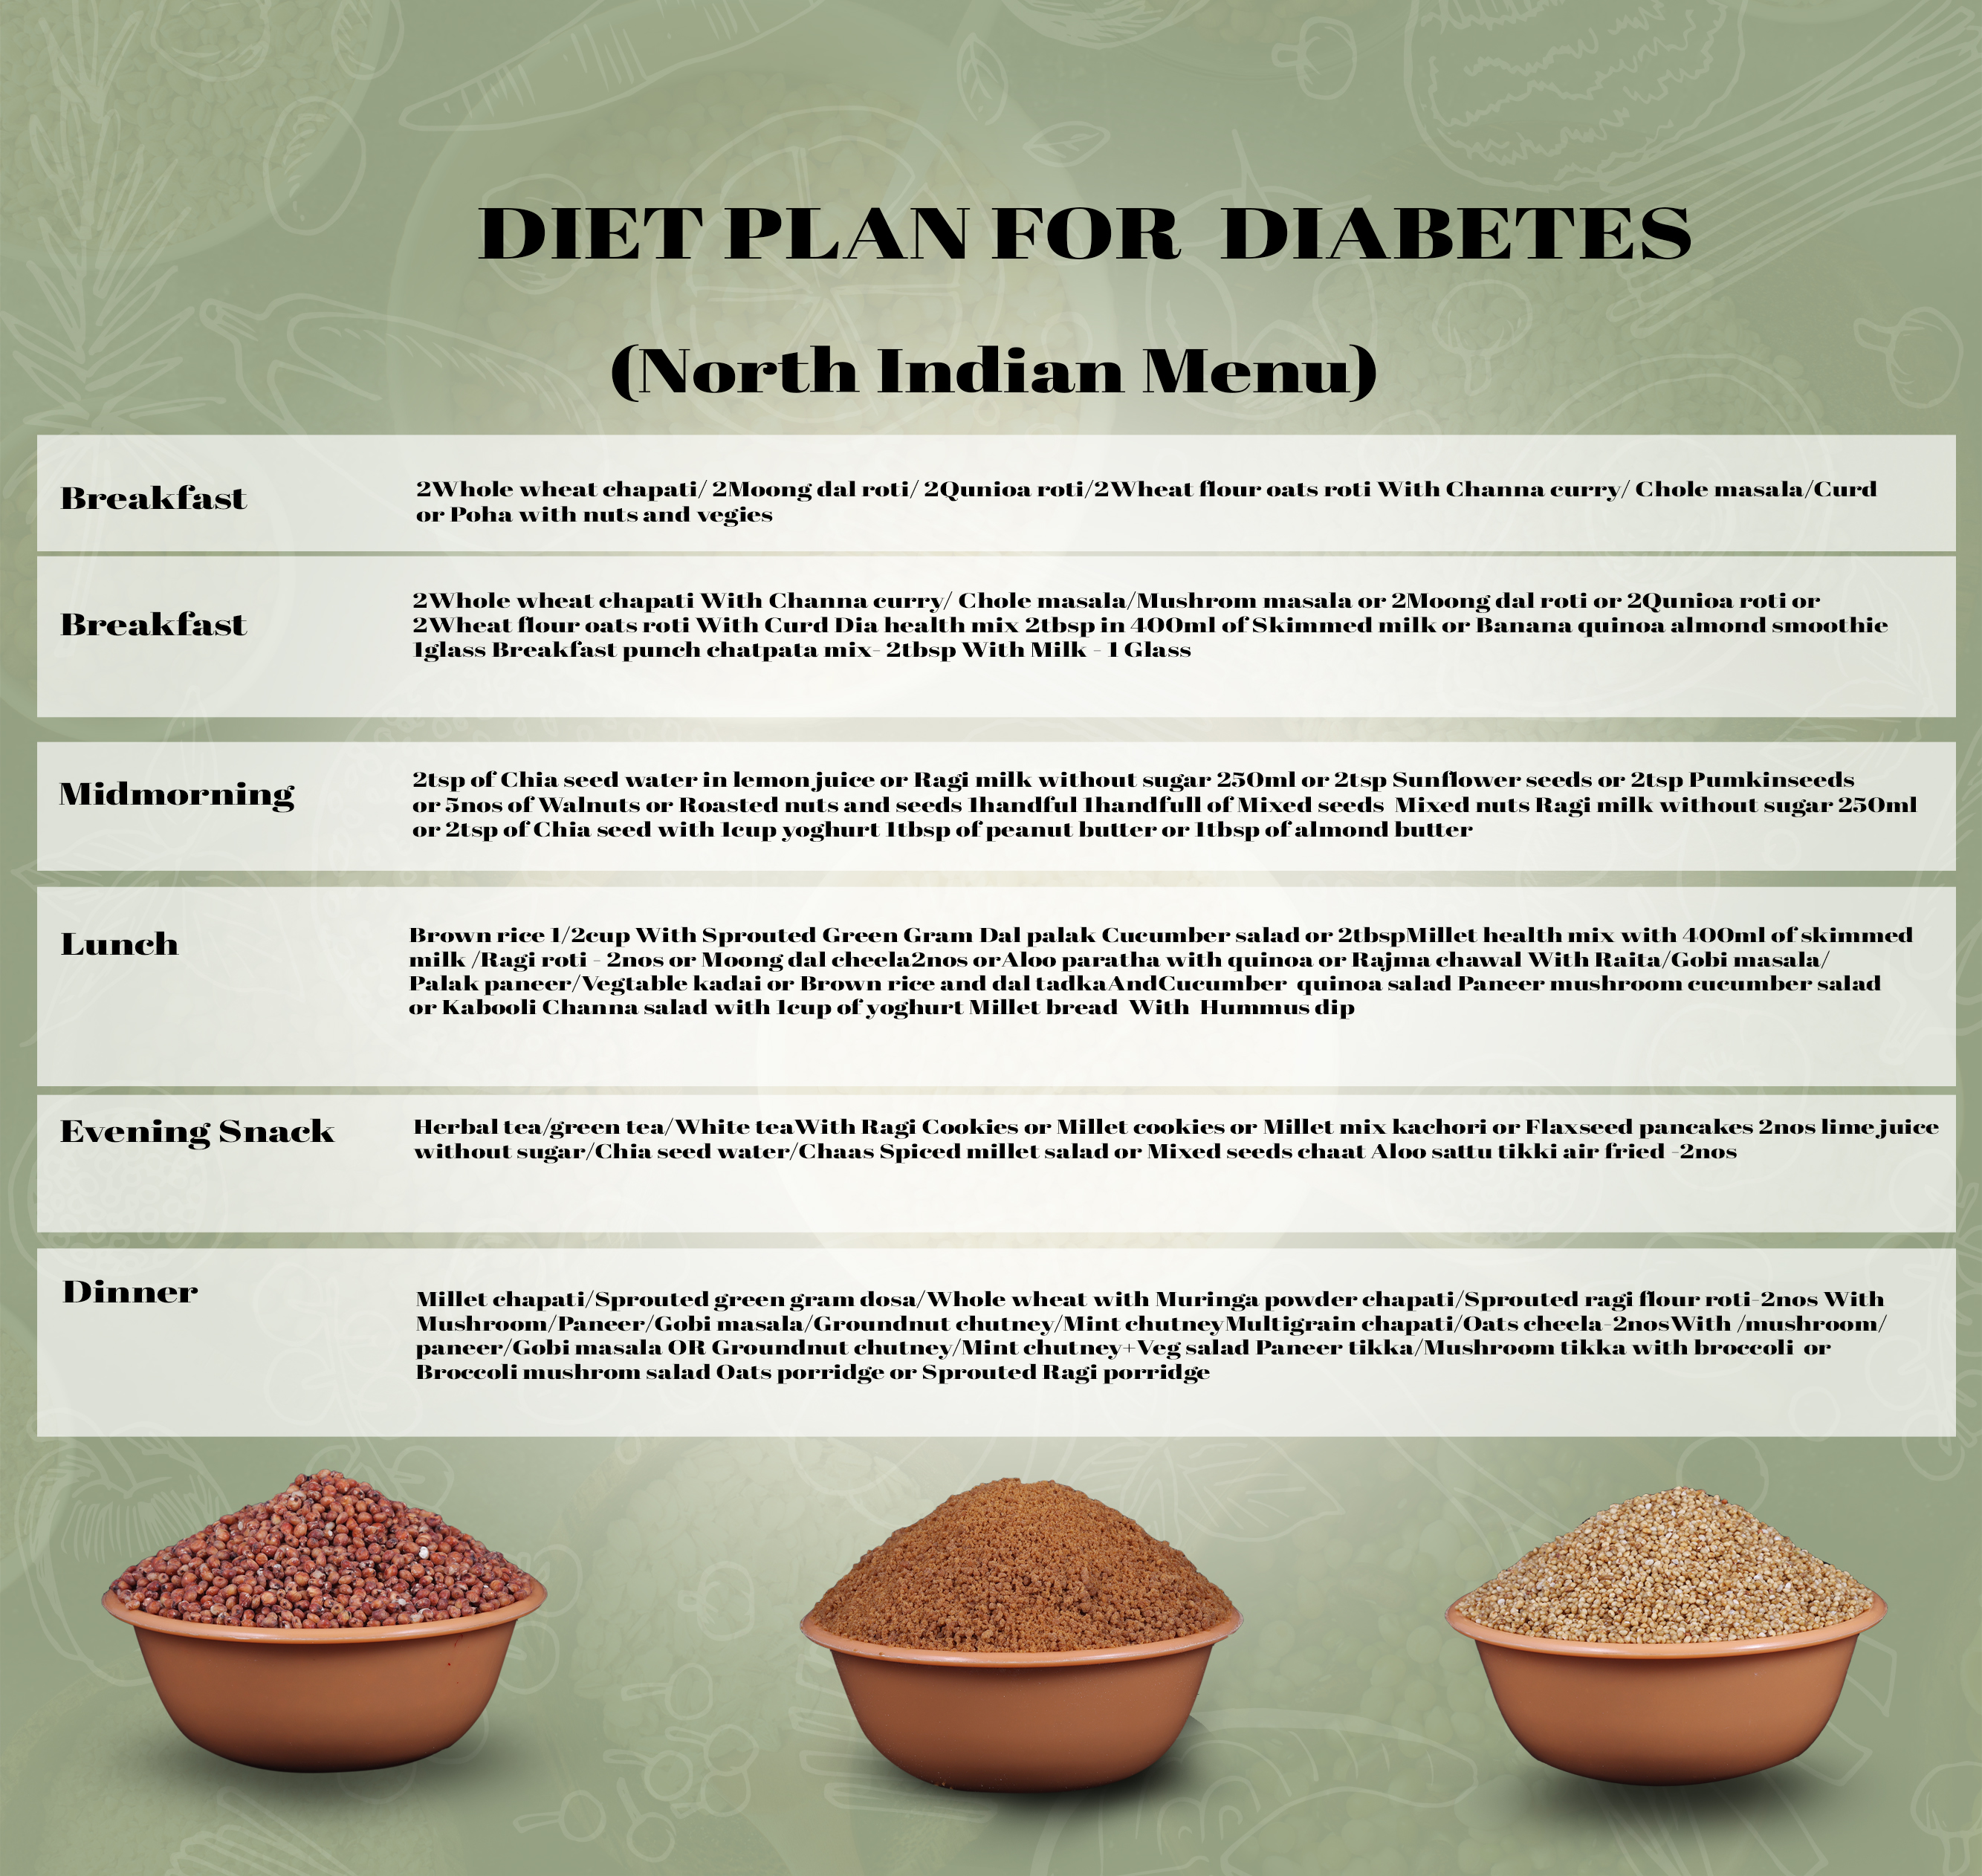 DIET PLAN FOR DIABETES
(North Indian Menu)
Breakfast
2Whole wheat chapati/ 2Moong dal roti/ 2Qunioa roti/2Wheat flour oats roti With Channa curry/ Chole masala/Curd
or Poha with nuts and vegies
Breakfast
2Whole wheat chapati With Channa curry/ Chole masala/Mushrom masala or 2Moong dal roti or 2Qunioa roti or
2Wheat flour oats roti With Curd Dia health mix 2tbsp in 400ml of Skimmed milk or Banana quinoa almond smoothie
1glass Breakfast punch chatpata mix- 2tbsp With Milk - 1 Glass
Midmorning
2tsp of Chia seed water in lemon juice or Ragi milk without sugar 250ml or 2tsp Sunflower seeds or 2tsp Pumkinseeds
or 5nos of Walnuts or Roasted nuts and seeds 1handful 1handfull of Mixed seeds Mixed nuts Ragi milk without sugar 250ml
or 2tsp of Chia seed with 1cup yoghurt 1tbsp of peanut butter or 1tbsp of almond butter
Lunch
Brown rice 1/2cup With Sprouted Green Gram Dal palak Cucumber salad or 2tbspMillet health mix with 400ml of skimmed
milk /Ragi roti - 2nos or Moong dal cheela2nos orAloo paratha with quinoa or Rajma chawal With Raita/Gobi masala/
Palak paneer/Vegtable kadai or Brown rice and dal tadkaAndCucumber quinoa salad Paneer mushroom cucumber salad
or Kabooli Channa salad with 1cup of yoghurt Millet bread With Hummus dip
Evening Snack
Herbal tea/green tea/White teaWith Ragi Cookies or Millet cookies or Millet mix kachori or Flaxseed pancakes 2nos lime juice
without sugar/Chia seed water/Chaas Spiced millet salad or Mixed seeds chaat Aloo sattu tikki air fried -2nos
Dinner
Millet chapati/Sprouted green gram dosa/Whole wheat with Muringa powder chapati/Sprouted ragi flour roti-2nos With
Mushroom/Paneer/Gobi masala/Groundnut chutney/Mint chutneyMultigrain chapati/Oats cheela-2nosWith /mushroom/
paneer/Gobi masala OR Groundnut chutney/Mint chutney+Veg salad Paneer tikka/Mushroom tikka with broccoli or
Broccoli mushrom salad Oats porridge or Sprouted Ragi porridge